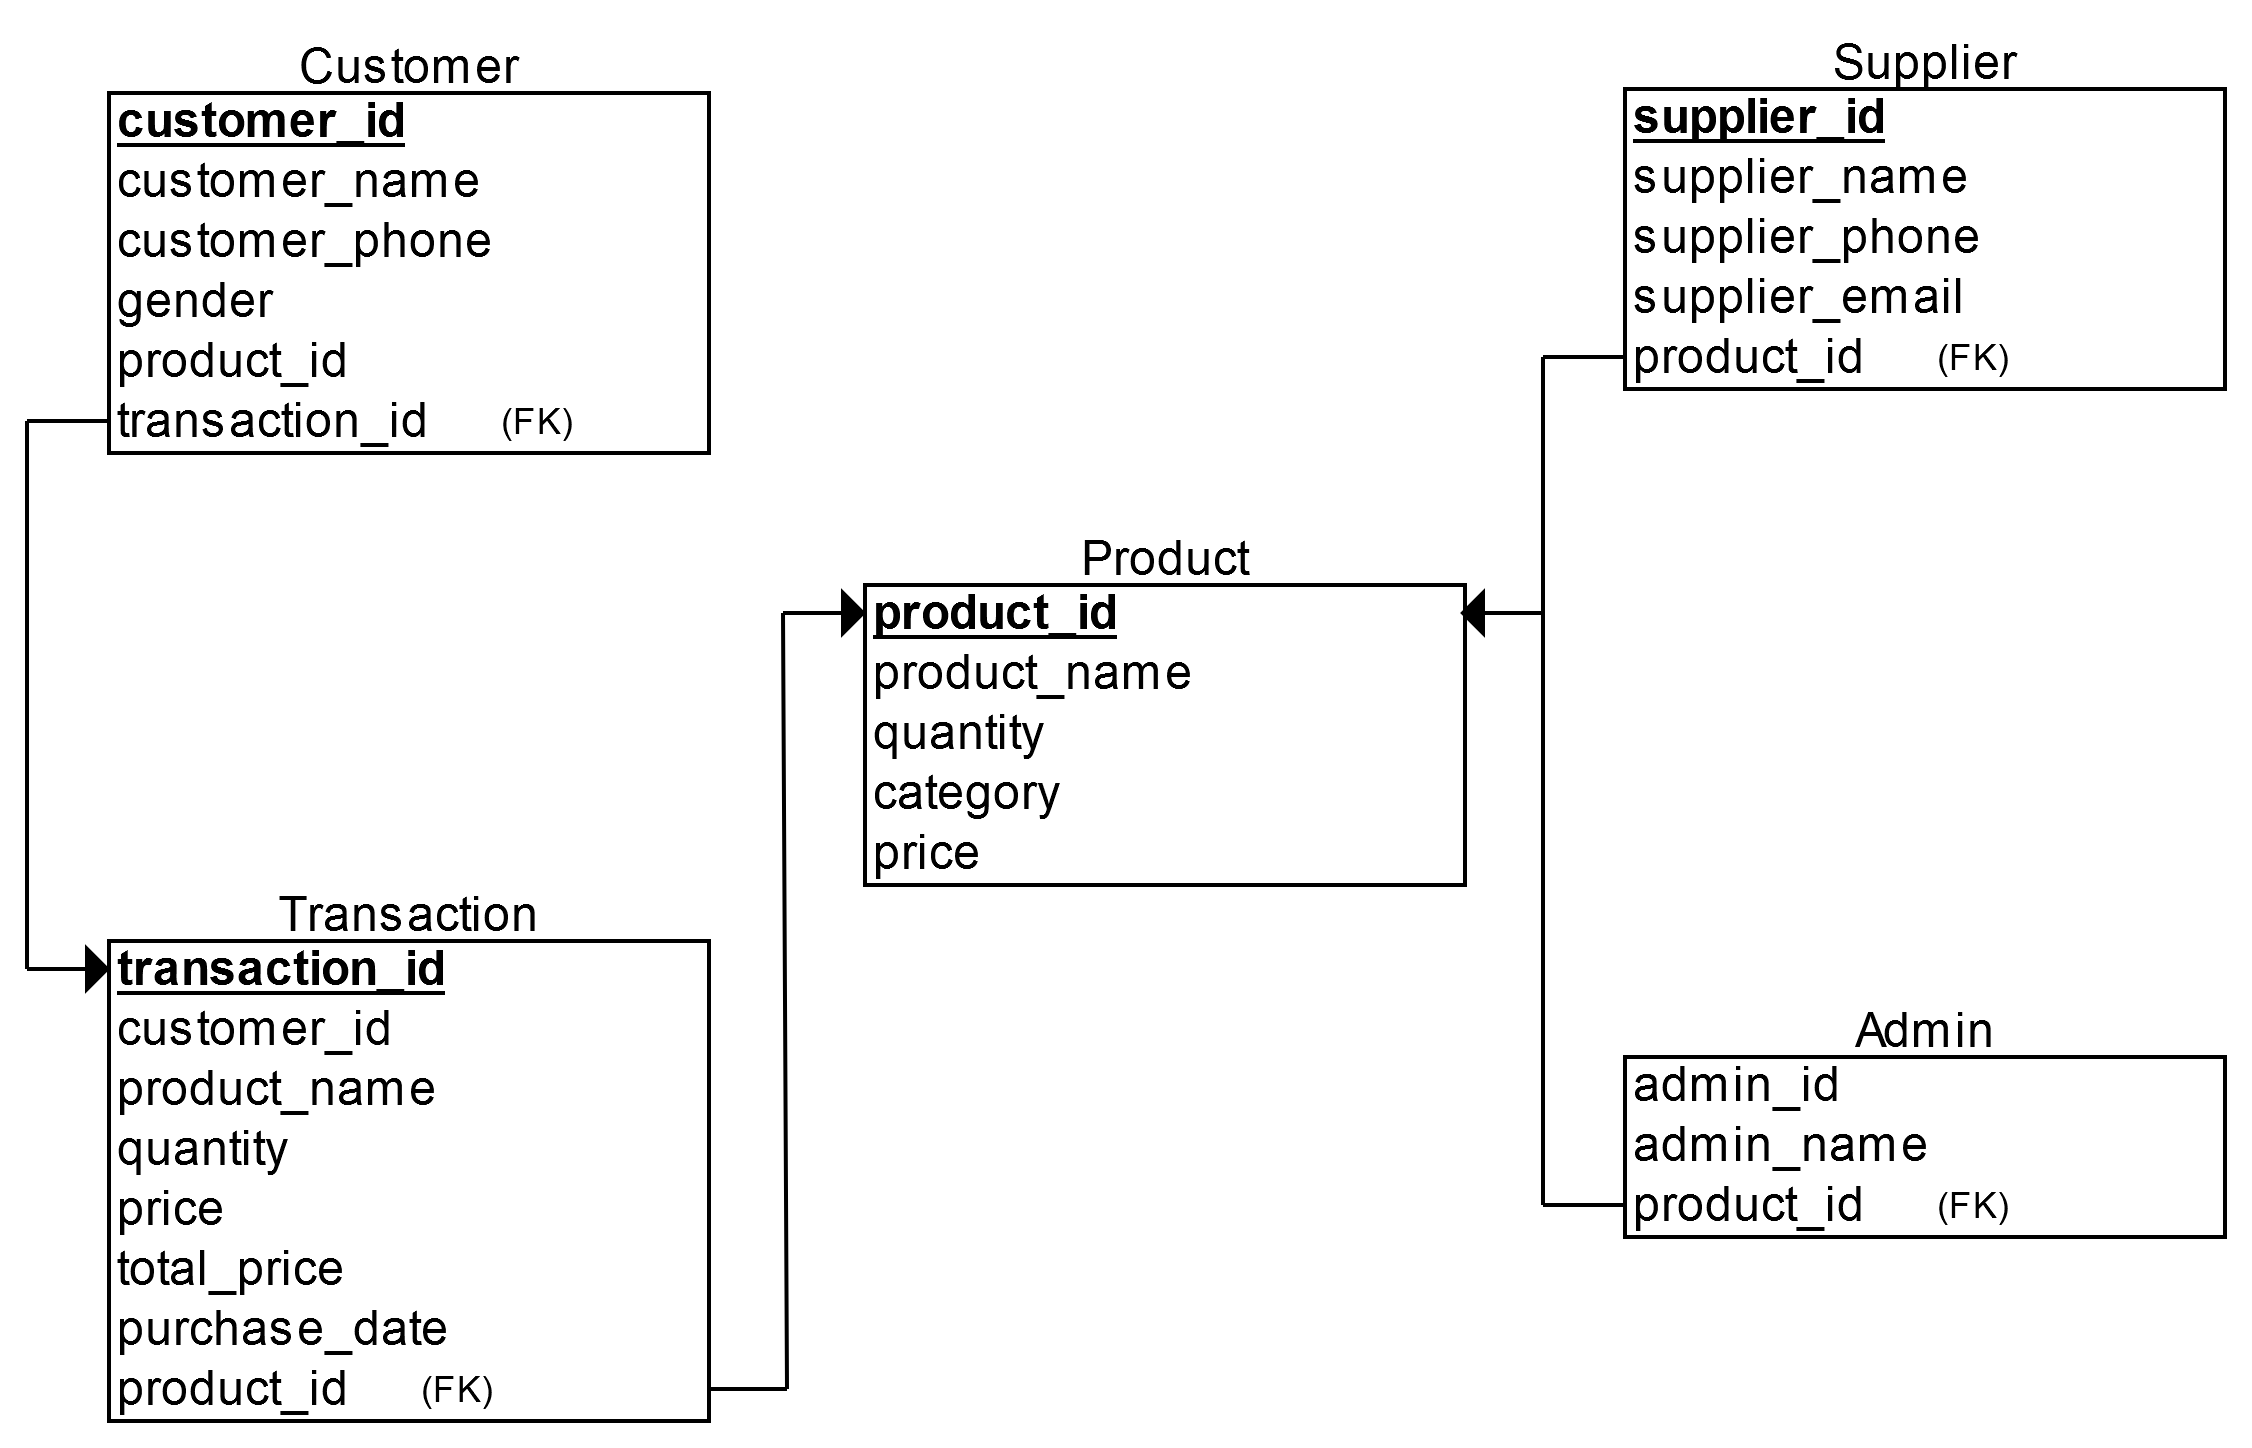 Customer
customer_id
customer_name
customer_phone
gender
product_id
transaction_id (FK)
Supplier
supplier_id
supplier_name
supplier_phone
supplier_email
product_id (FK)
Product
product_id
product_name
quantity
category
price
Transaction
transaction_id
customer_id
product_name
quantity
price
total_price
purchase_date
product_id (FK)
Admin
admin_id
admin_name
product_id (FK)